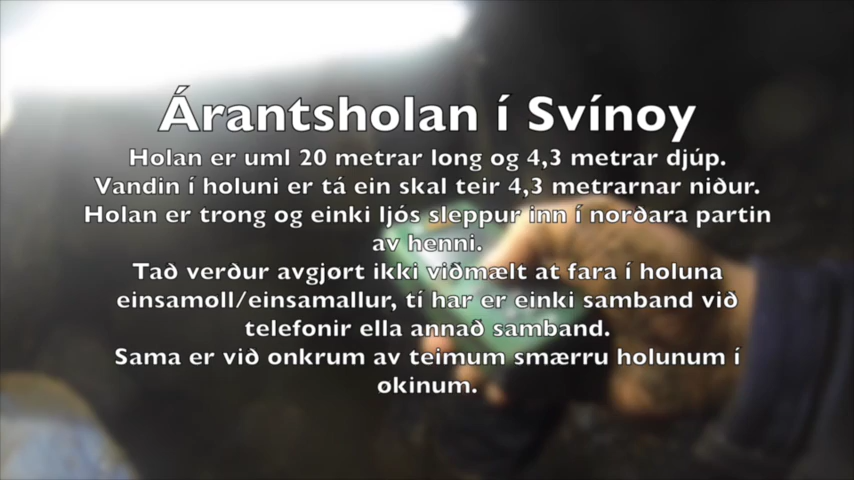 Árantsholan í Svínoy
Holan er uml 20 metrar long og 4,3 metrar djúp.
Vandin í holuni er tá ein skal teir 4,3 metrarnar niður.
Holan er trong og einki ljós sleppur inn í norðara partin
av henni.
Tað verður avgjørt ikki viðmælt at fara í holuna
einsamoll/einsamallur, tí har er einki samband við
telefonir ella annað samband.
Sama er við onkrum av teimum smærru holunum í
okinum.